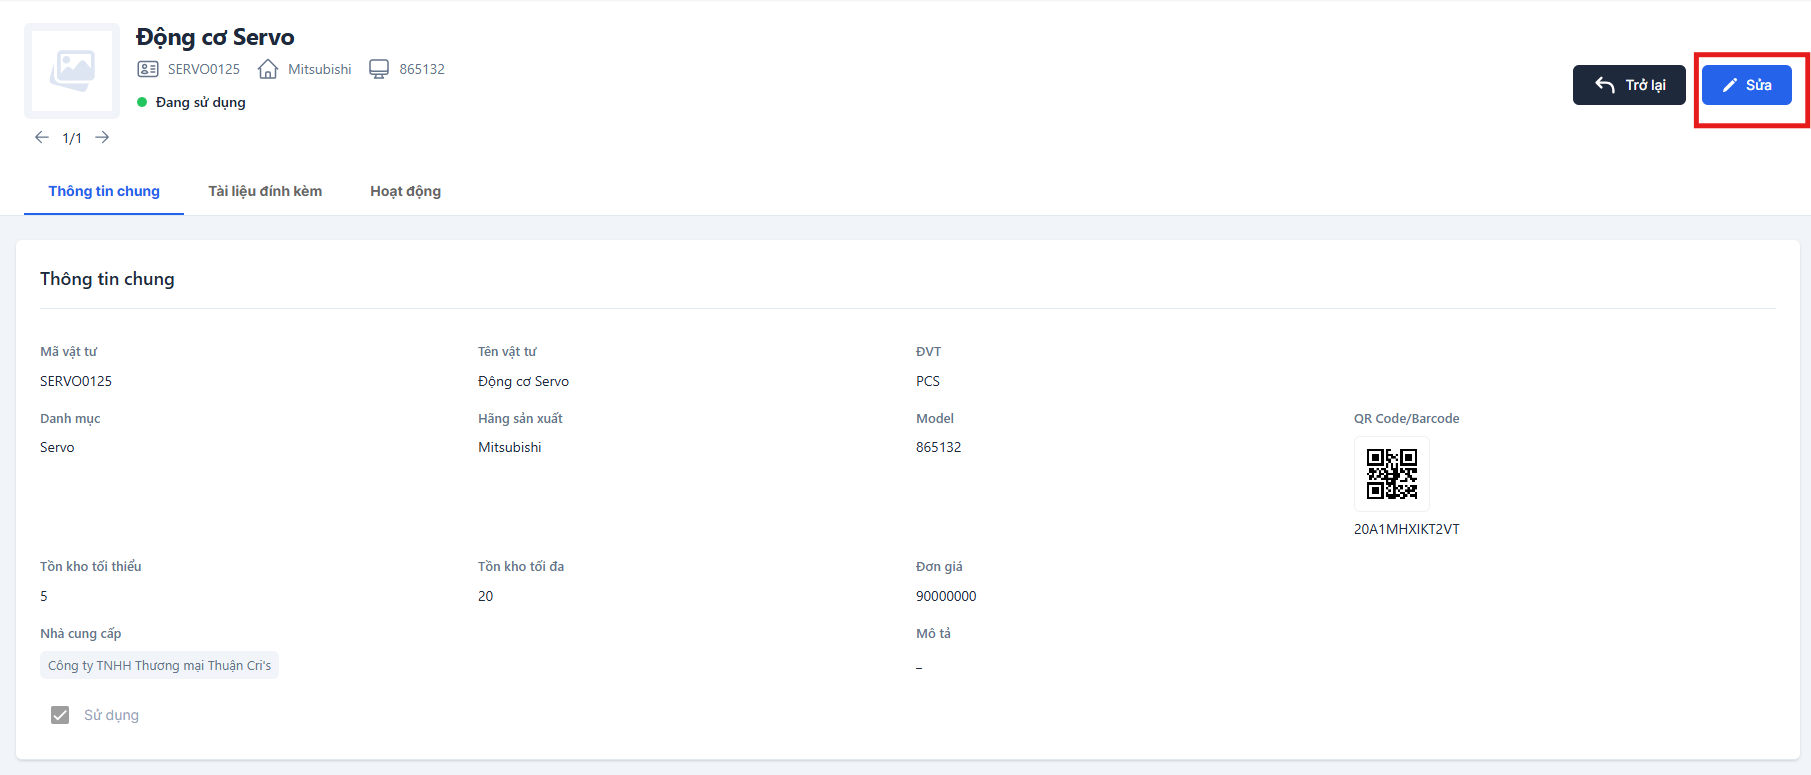 Động cơ Servo
SERVO0125 Mitsubishi 865132
Đang sử dụng
Trở lại
Sửa
1/1
Thông tin chung Tài liệu đính kèm Hoạt động
Thông tin chung
Mã vật tư Tên vật tư ĐVT
SERVO0125 Động cơ Servo PCS
Danh mục Hãng sản xuất Model QR Code/Barcode
Servo Mitsubishi 865132
20A1MHXIKT2VT
Tồn kho tối thiểu Tồn kho tối đa Đơn giá
5 20 90000000
Nhà cung cấp Mô tả
Công ty TNHH Thương mại Thuận Cri's –
Sử dụng